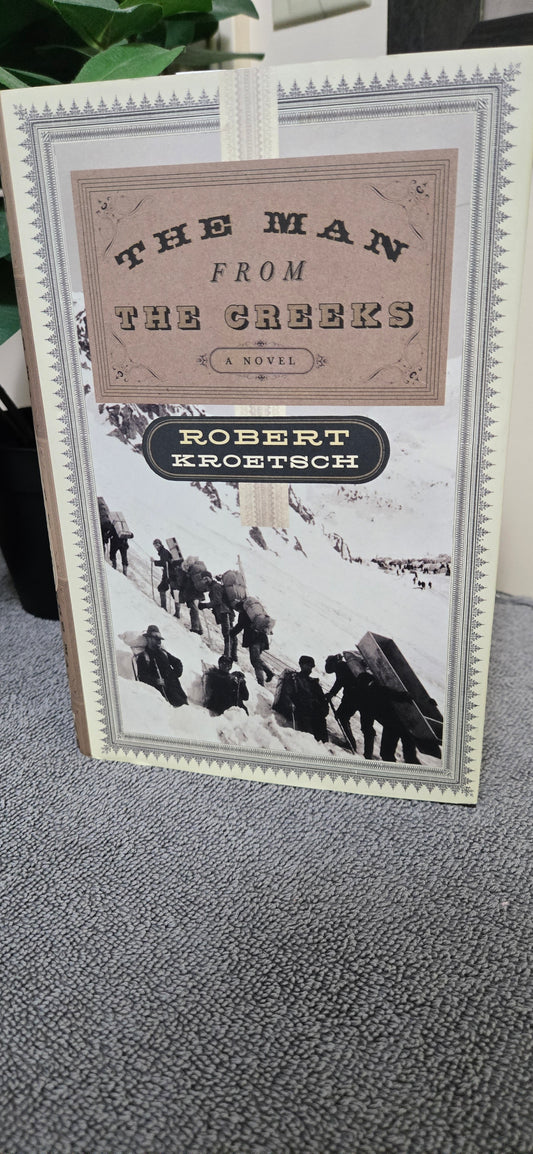 THE MAN
FROM
THE CREEKS
A NOVEL
ROBERT
KROETSCH